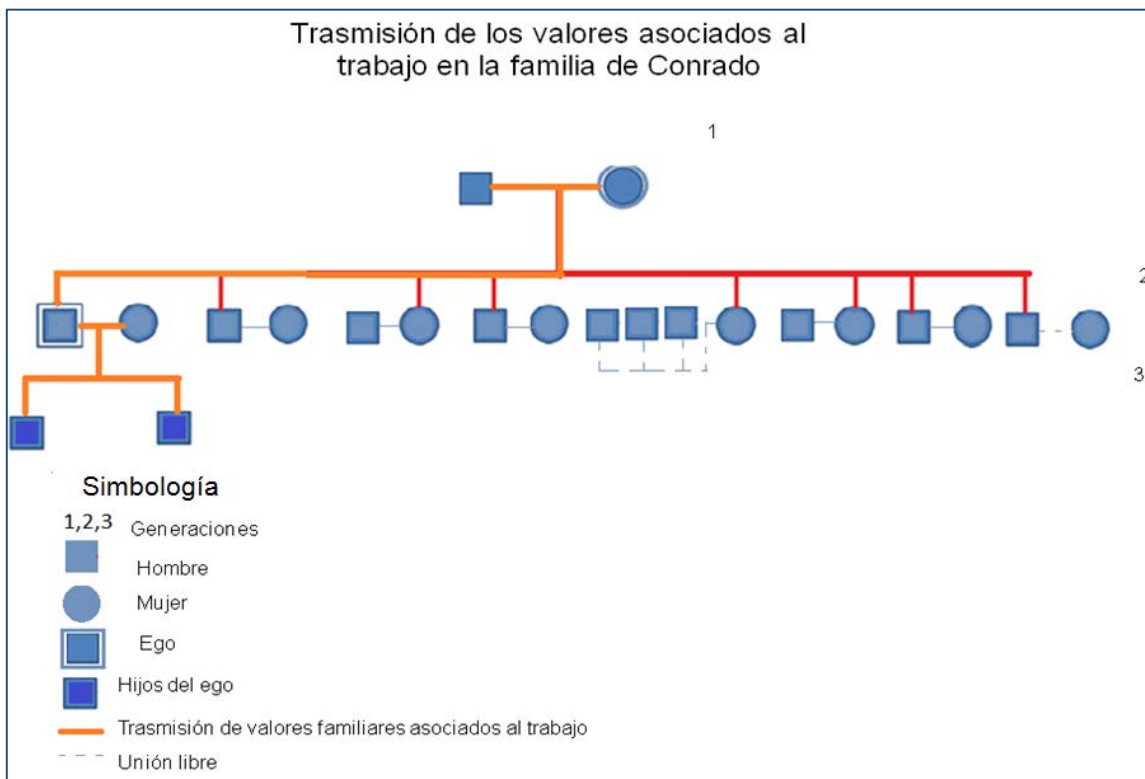 Trasmisión de los valores asociados al
trabajo en la familia de Conrado
1
2
3
Simbología
1,2,3 Generaciones
Hombre
Mujer
Ego
Hijos del ego
Trasmisión de valores familiares asociados al trabajo
Unión libre